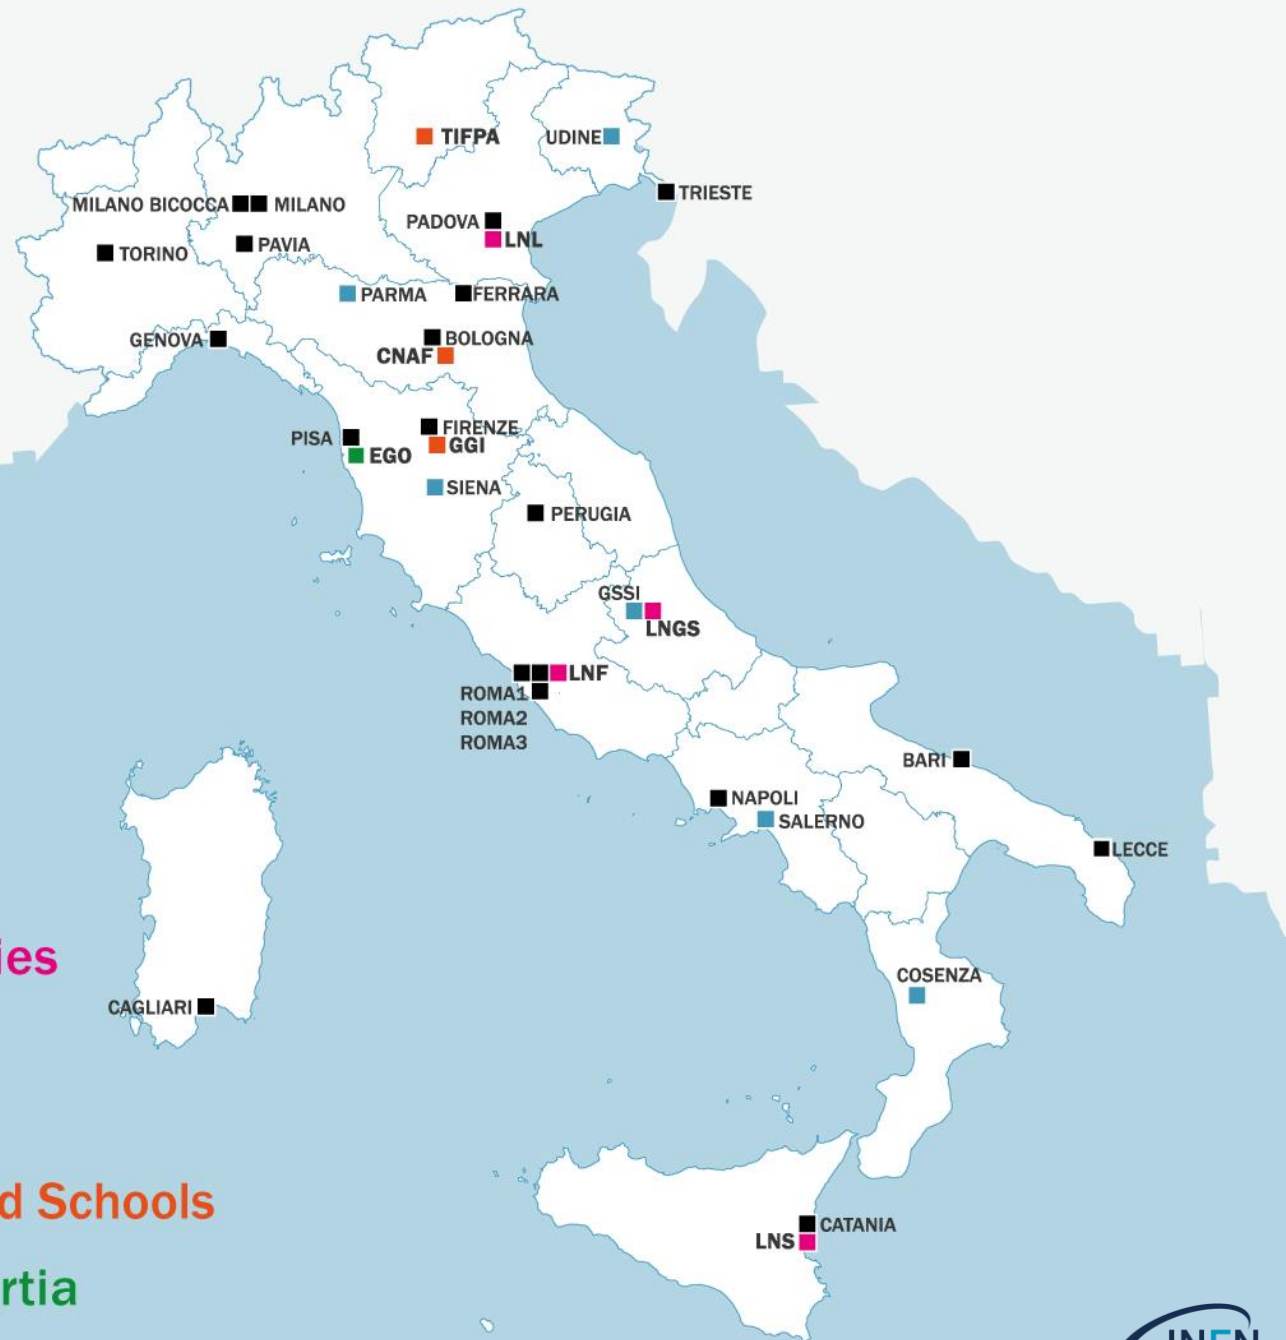 TIFPA
UDINE
TRIESTE
MILANO BICOCCA
MILANO
PADOVA
LNL
TORINO
PAVIA
PARMA
FERRARA
GENOVA
BOLOGNA
CNAF
FIRENZE
PISA
GGI
EGO
SIENA
PERUGIA
GSSI
LNGS
LNF
ROMA1
ROMA2
ROMA3
BARI
NAPOLI
SALERNO
LECCE
ies
COSENZA
CAGLIARI
d Schools
CATANIA
LNS
rtia
INFN